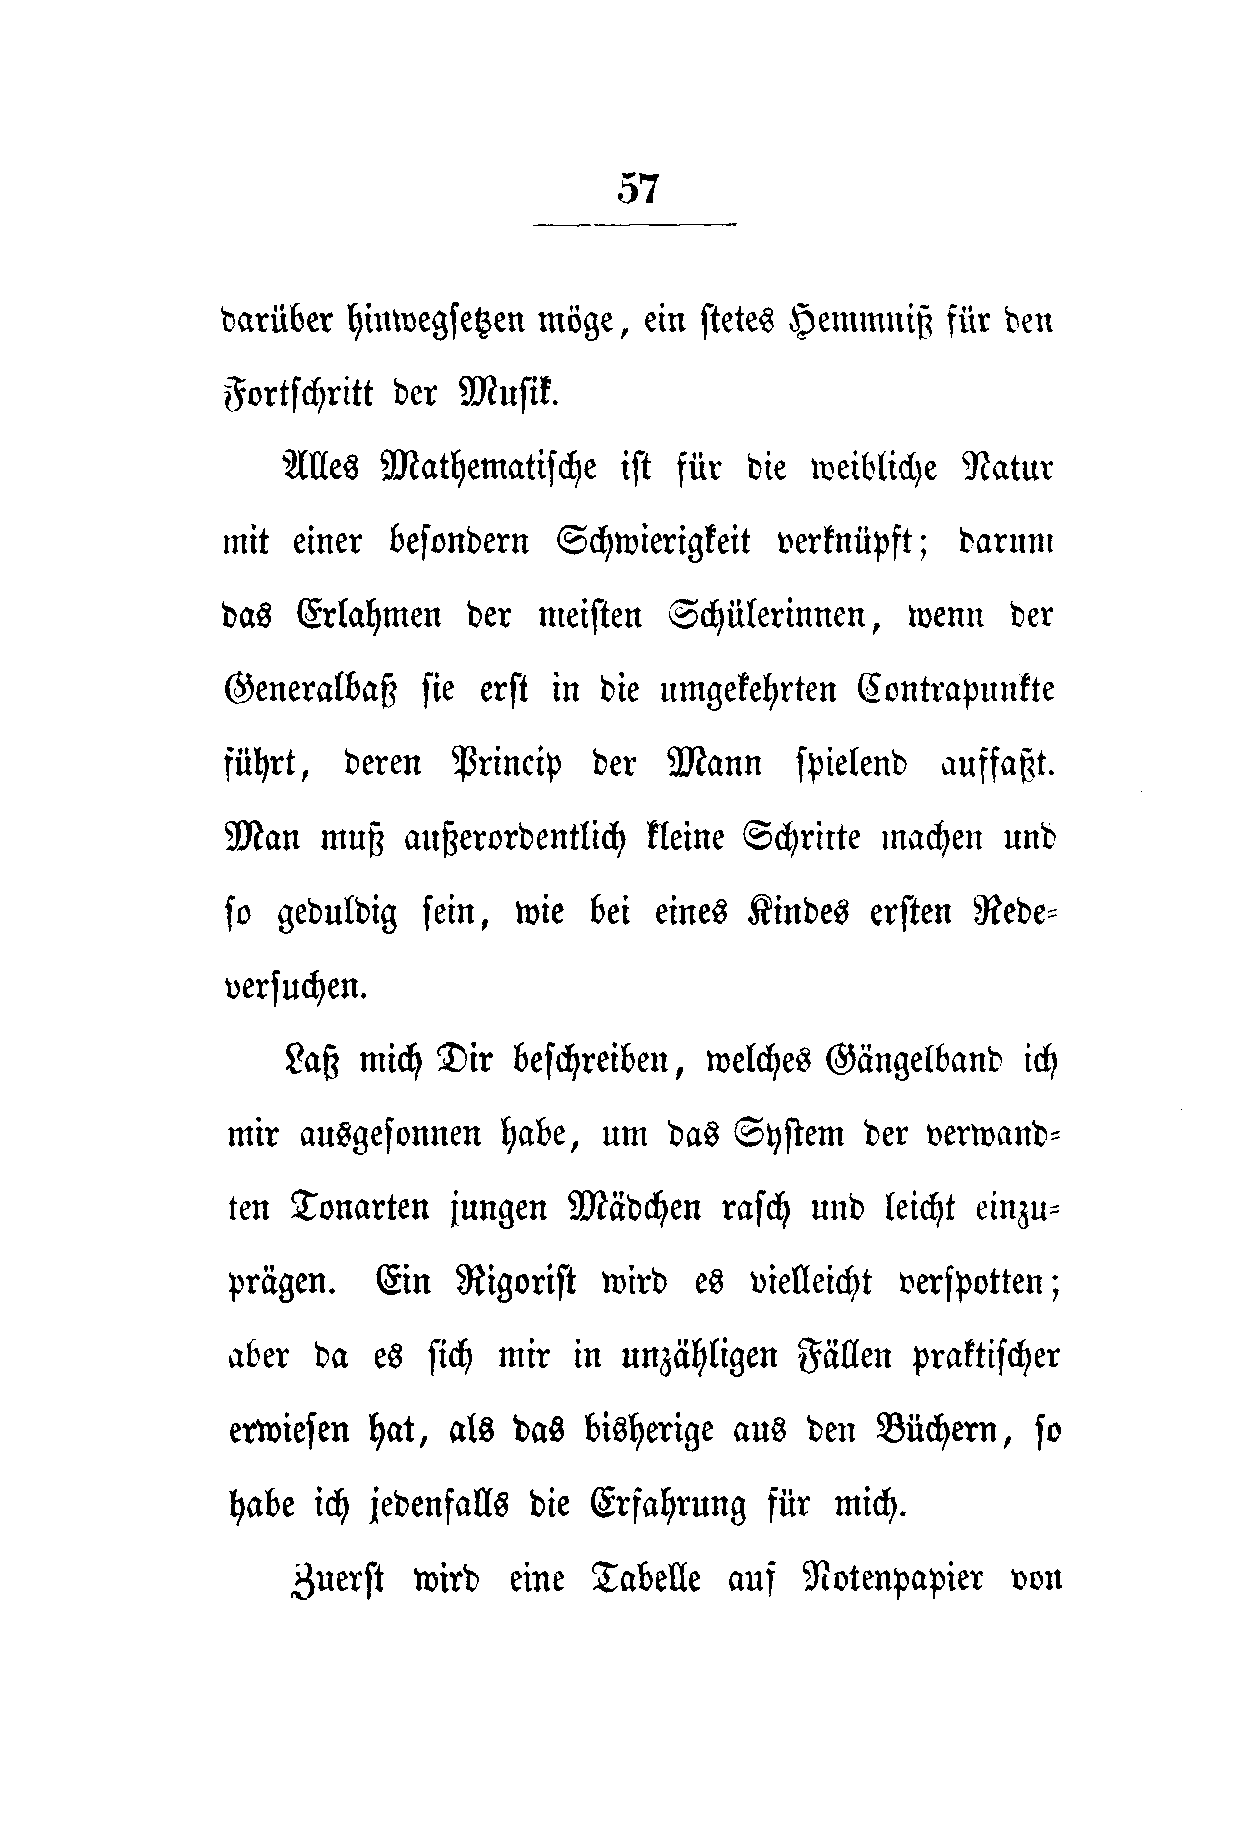 57
darüber hinwegsetzen möge, ein stetes Hemmniß für den
Fortschritt der Musik.
Alles Mathematische ist für die weibliche Natur
mit einer besondern Schwierigkeit verknüpft; darum
das Erlahmen der meisten Schülerinnen, wenn der
Generalbaß sie erst in die umgekehrten Contrapunkte
führt, deren Princip der Mann spielend auffaßt.
Man muß außerordentlich kleine Schritte machen und
so geduldig sein, wie bei eines Kindes ersten Rede-
versuchen.
Laß mich Dir beschreiben, welches Gängelband ich
mir ausgesonnen habe, um das System der verwand-
ten Tonarten jungen Mädchen rasch und leicht einzu-
prägen. Ein Rigorist wird es vielleicht verspotten;
aber da es sich mir in unzähligen Fällen praktischer
erwiesen hat, als das bisherige aus den Büchern, so
habe ich jedenfalls die Erfahrung für mich.
Zuerst wird eine Tabelle auf Notenpapier von